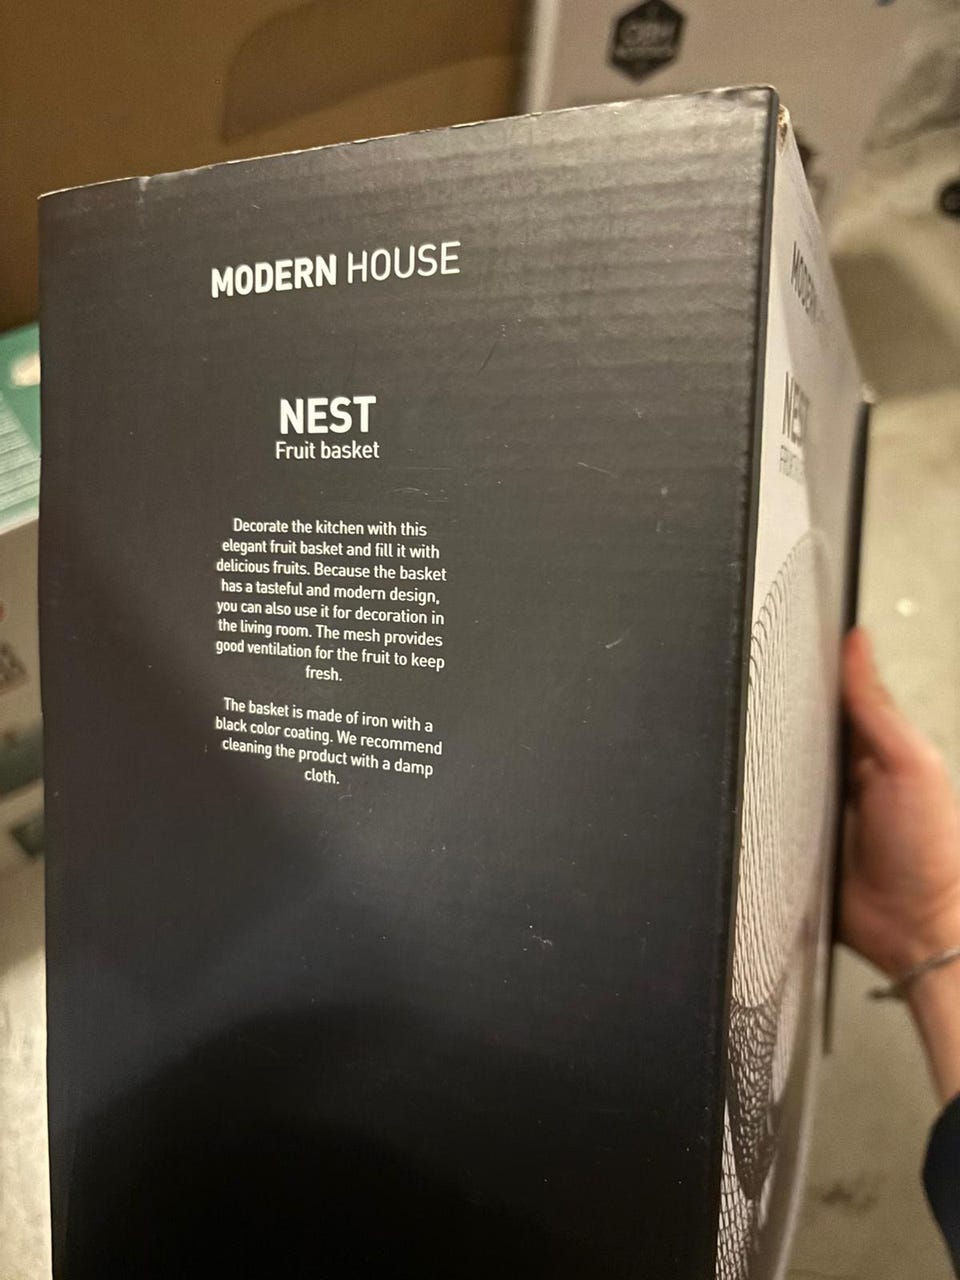 MODERN HOUSE
NEST
Fruit basket
Decorate the kitchen with this
elegant fruit basket and fill it with
delicious fruits. Because the basket
has a tasteful and modern design,
you can also use it for decoration in
the living room. The mesh provides
good ventilation for the fruit to keep
fresh.
The basket is made of iron with a
black color coating. We recommend
cleaning the product with a damp
cloth.
MODERN
NEST